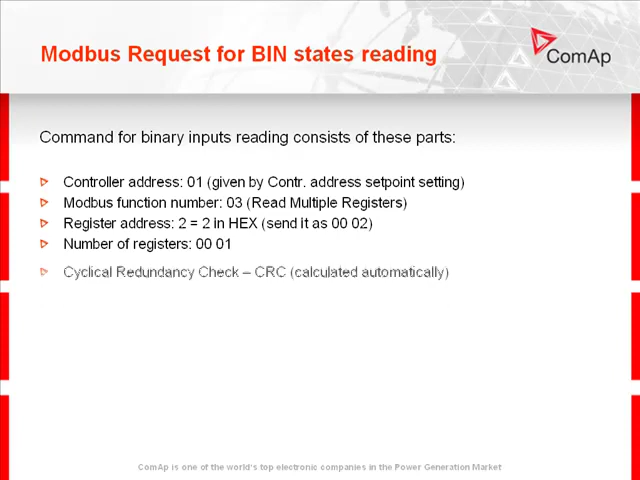 Modbus Request for BIN states reading
ComAp
Command for binary inputs reading consists of these parts:
Controller address: 01 (given by Contr. address setpoint setting)
Modbus function number: 03 (Read Multiple Registers)
Register address: 2 = 2 in HEX (send it as 00 02)
Number of registers: 00 01
Cyclical Redundancy Check – CRC (calculated automatically)
ComAp is one of the world's top electronic companies in the Power Generation Market